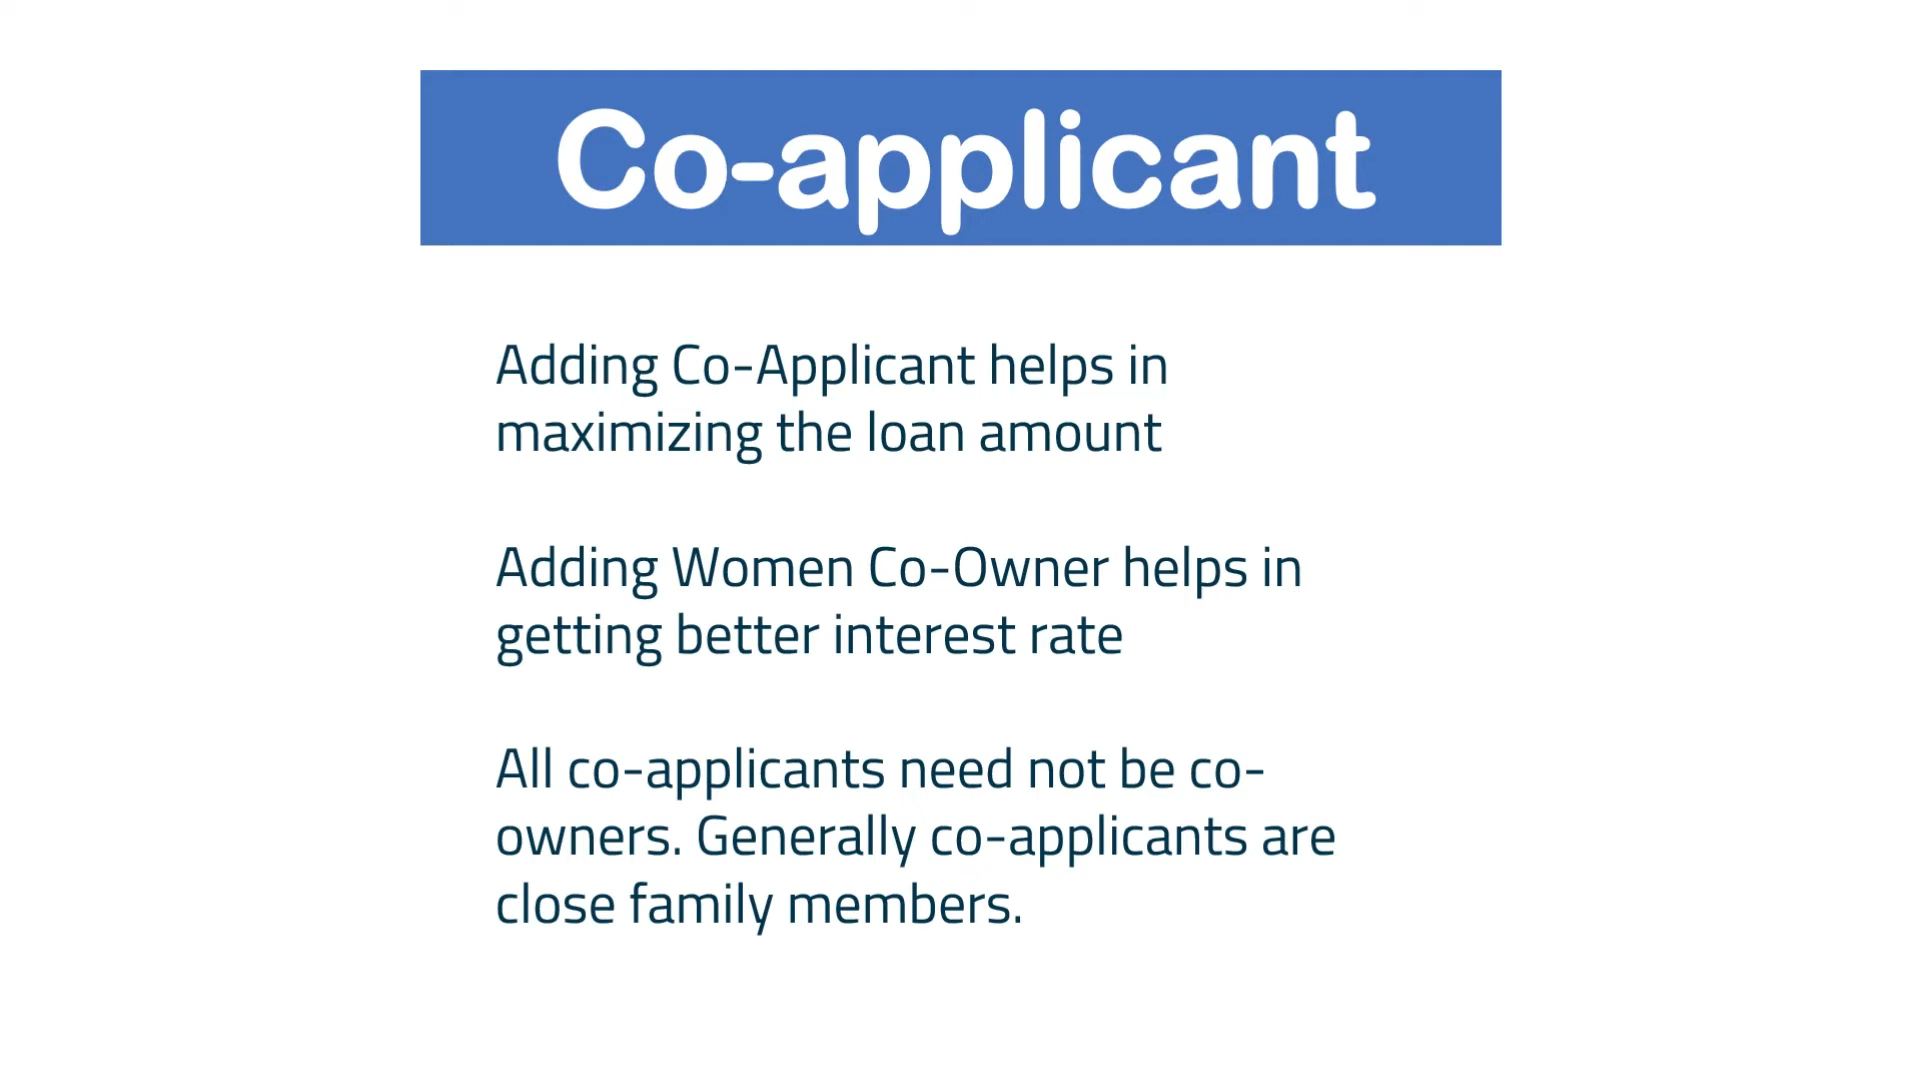 Co-applicant
Adding Co-Applicant helps in
maximizing the loan amount
Adding Women Co-Owner helps in
getting better interest rate
All co-applicants need not be co-
owners. Generally co-applicants are
close family members.